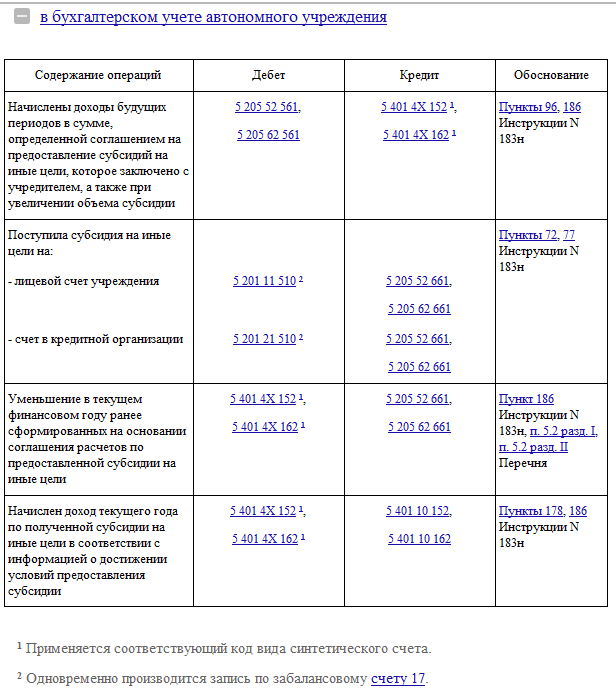 в бухгалтерском учете автономного учреждения
Содержание операций
Дебет
Кредит
Обоснование
Начислены доходы будущих
периодов в сумме,
определенной соглашением на
предоставление субсидий на
иные цели, которое заключено с
учредителем, а также при
увеличении объема субсидии
5 205 52 561,
5 205 62 561
5 401 4X 152 ¹,
5 401 4X 162 ¹
Пункты 96, 186
Инструкции N
183н
Поступила субсидия на иные
цели на:
Пункты 72, 77
Инструкции N
183н
- лицевой счет учреждения
5 201 11 510 ²
5 205 52 661,
5 205 62 661
- счет в кредитной организации
5 201 21 510 ²
5 205 52 661,
5 205 62 661
Уменьшение в текущем
финансовом году ранее
сформированных на основании
соглашения расчетов по
предоставленной субсидии на
иные цели
5 401 4X 152 ¹,
5 401 4X 162 ¹
5 205 52 661,
5 205 62 661
Пункт 186
Инструкции N
183н, п. 5.2 разд. I,
п. 5.2 разд. II
Перечня
Начислен доход текущего года
по полученной субсидии на
иные цели в соответствии с
информацией о достижении
условий предоставления
субсидии
5 401 4X 152 ¹,
5 401 4X 162 ¹
5 401 10 152,
5 401 10 162
Пункты 178, 186
Инструкции N
183н
¹ Применяется соответствующий код вида синтетического счета.
² Одновременно производится запись по забалансовому счету 17.